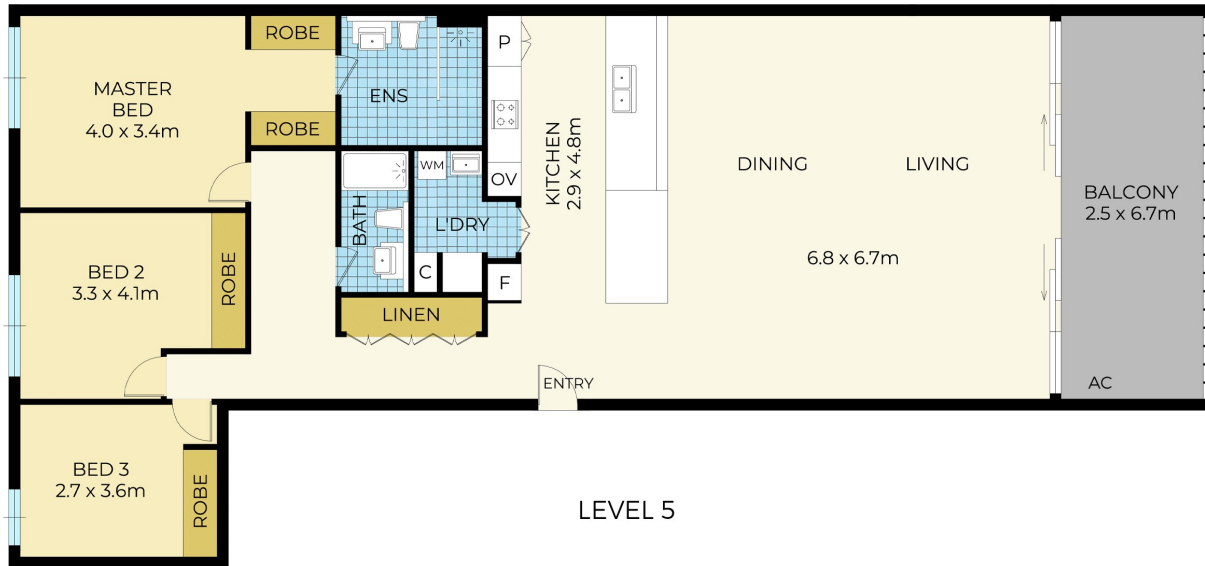 ROBE
MASTER
BED
4.0 x 3.4m
ROBE
ENS
P
OV
KITCHEN
2.9 x 4.8m
DINING
LIVING
BALCONY
2.5 x 6.7m
WM
BATH
L'DRY
C
F
6.8 x 6.7m
BED 2
3.3 x 4.1m
ROBE
LINEN
ENTRY
AC
BED 3
2.7 x 3.6m
ROBE
LEVEL 5